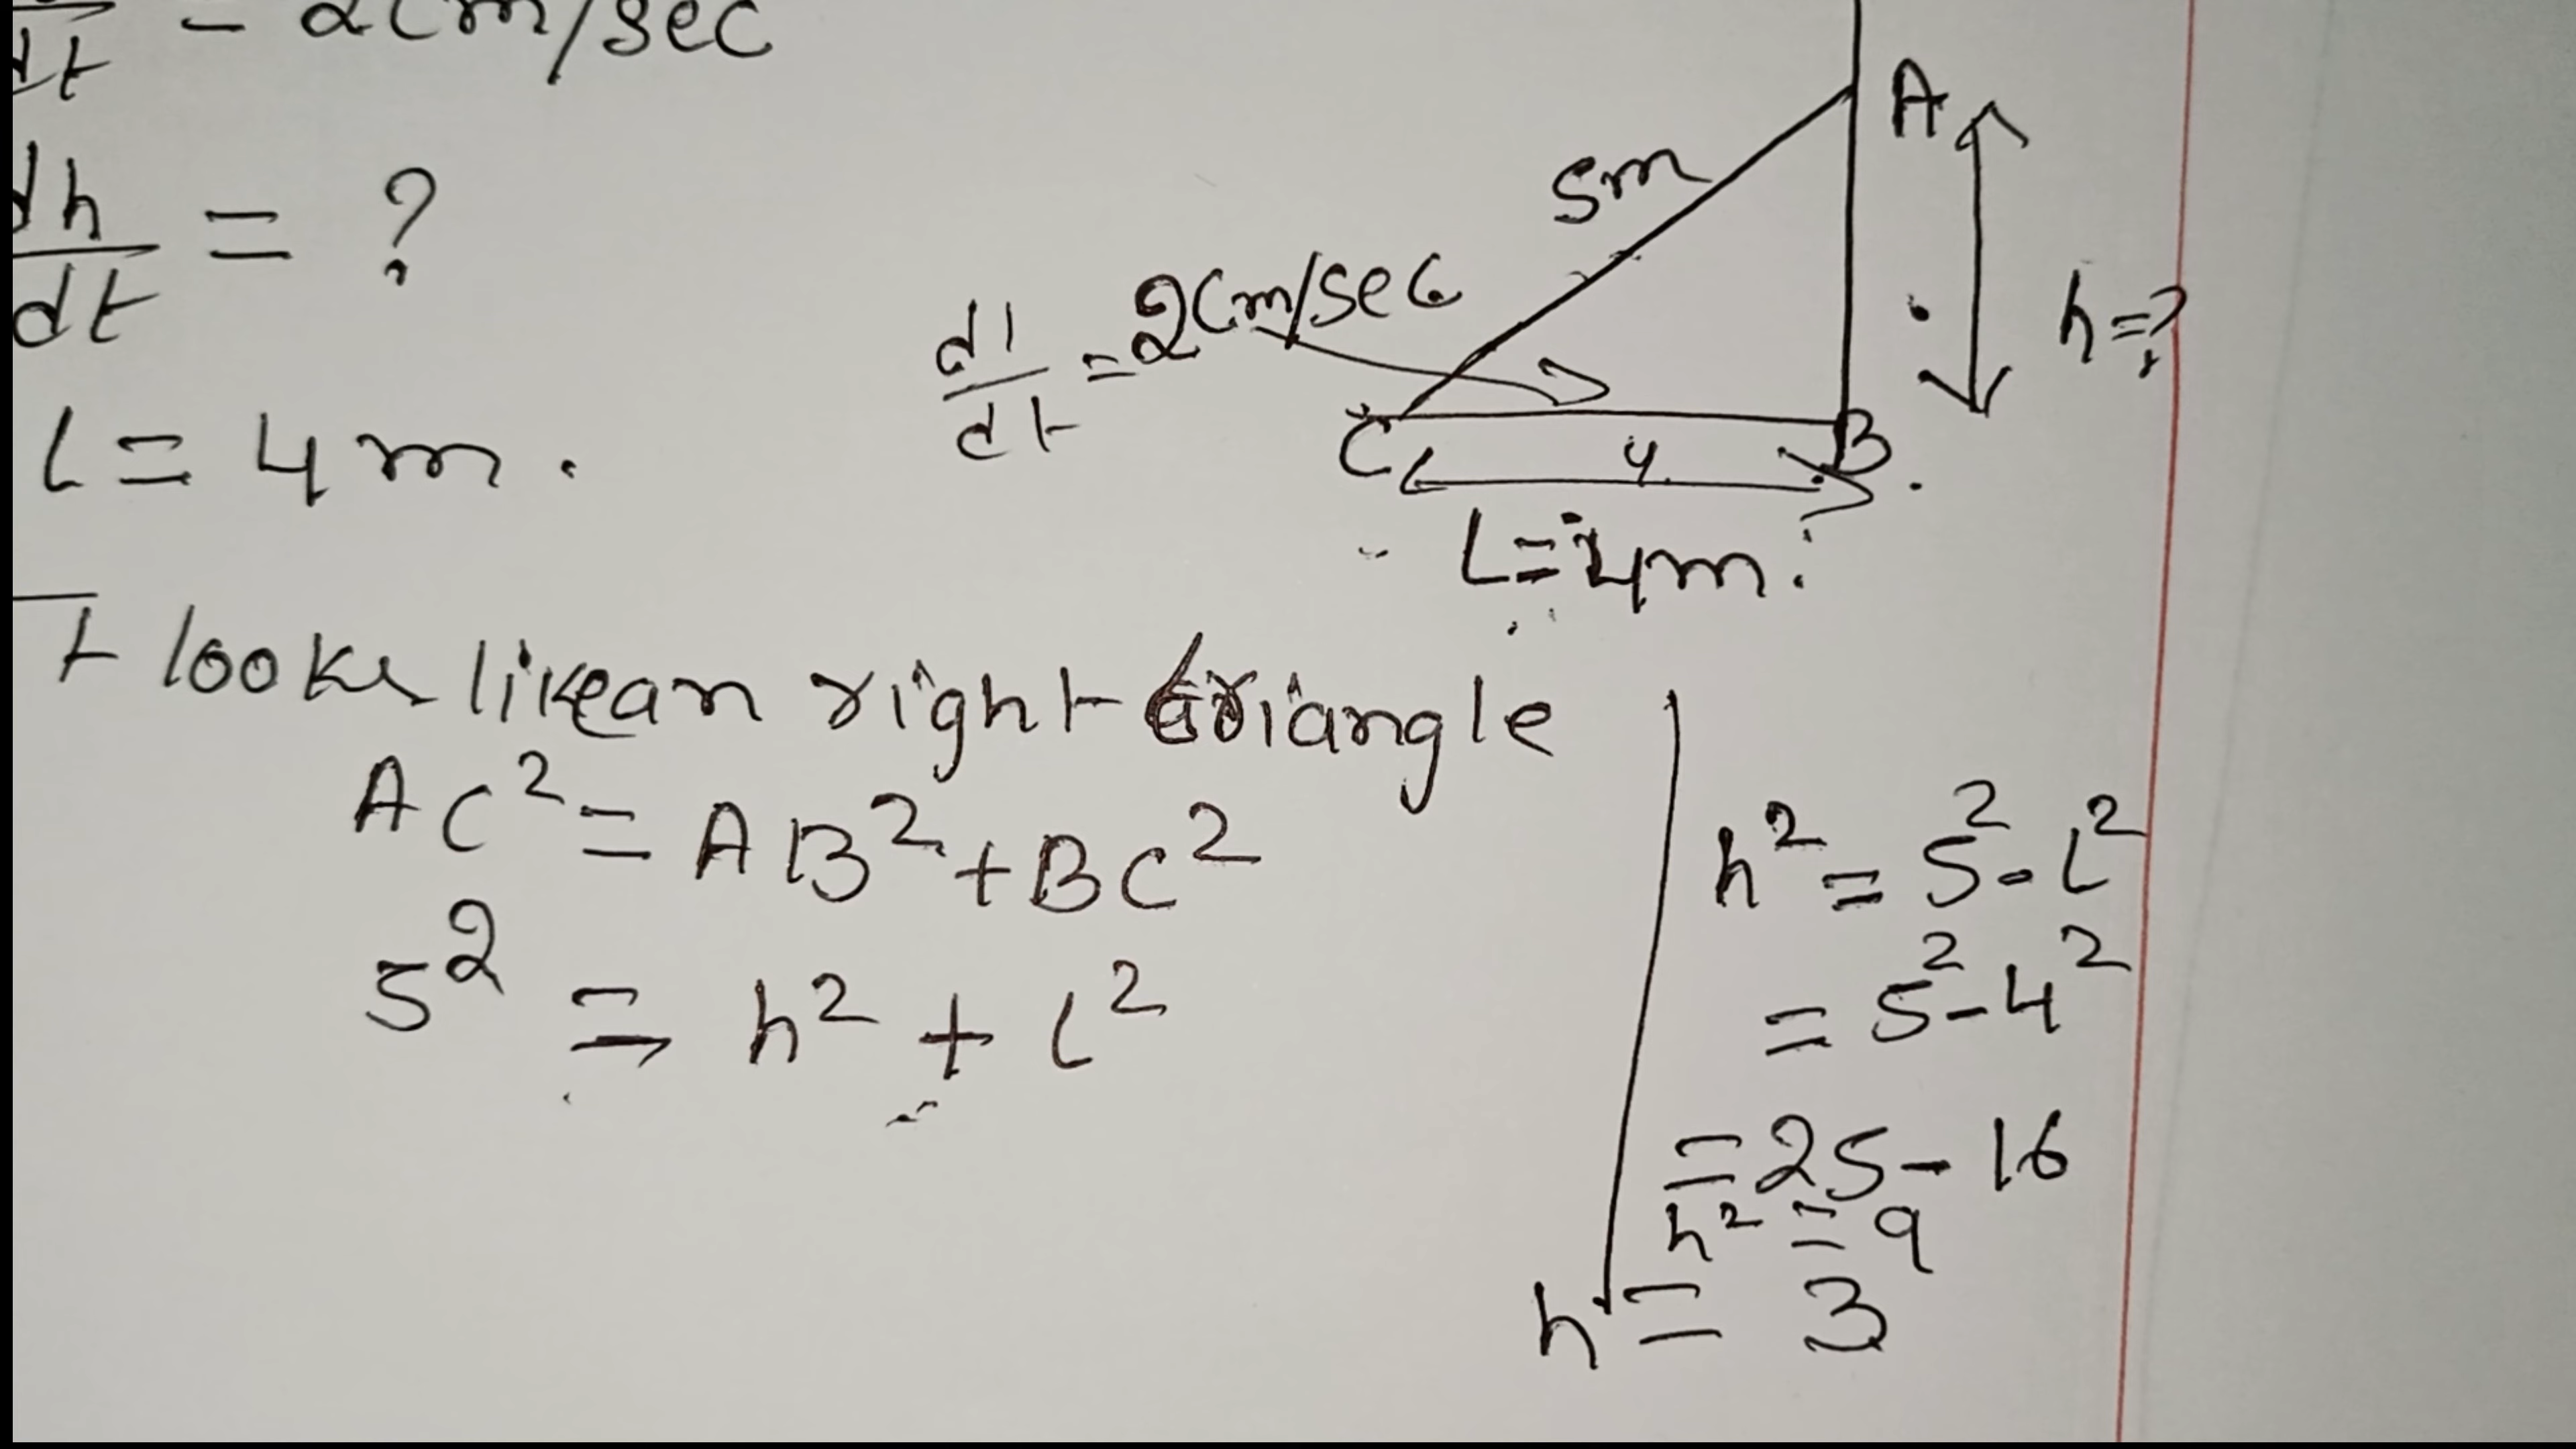 dt = 2cm/sec
dh/dt = ?
l = 4m.
A
5m
dl/dt = 2cm/sec
h=?
C
B
4
L=4m.
t looks like an right triangle
AC² = AB² + BC²
5² = h² + l²
h² = 5² - l²
= 5² - 4²
= 25 - 16
h² = 9
h = 3